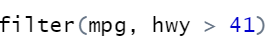 filter(mpg, hwy > 41)